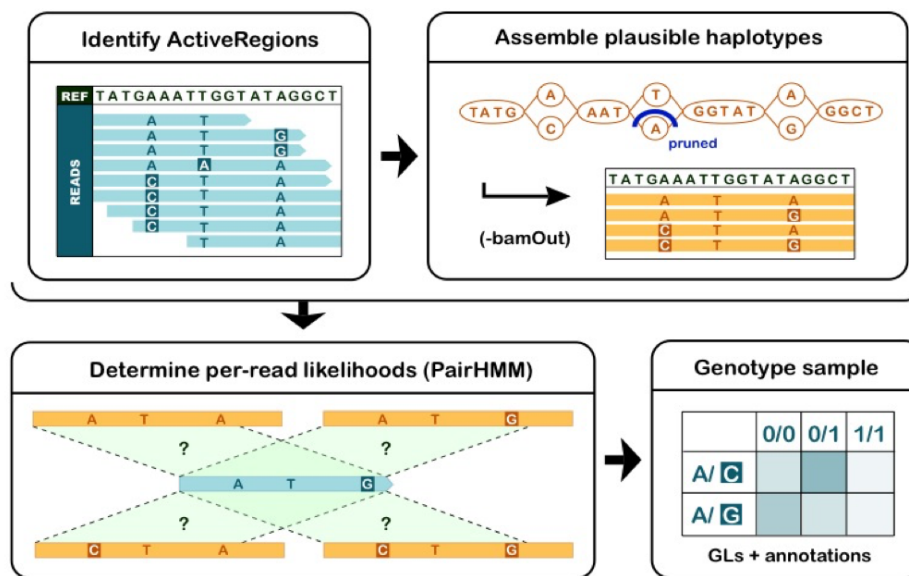 Identify ActiveRegions
REF TATGAAATTGGTATAGGCT
READS
A T
A T G
A T G
A A A
C T A
C T A
C T A
C T A
T A
Assemble plausible haplotypes
TATG A C AAT T A GGTAT A G GGCT
pruned
(-bamOut)
TATGAAATTGGTATAGGCT
A T A
A T G
C T A
C T G
Determine per-read likelihoods (PairHMM)
A T A A T G
? ?
A T G
? ?
C T A C T G
Genotype sample
0/0 0/1 1/1
A/ C
A/ G
GLs + annotations